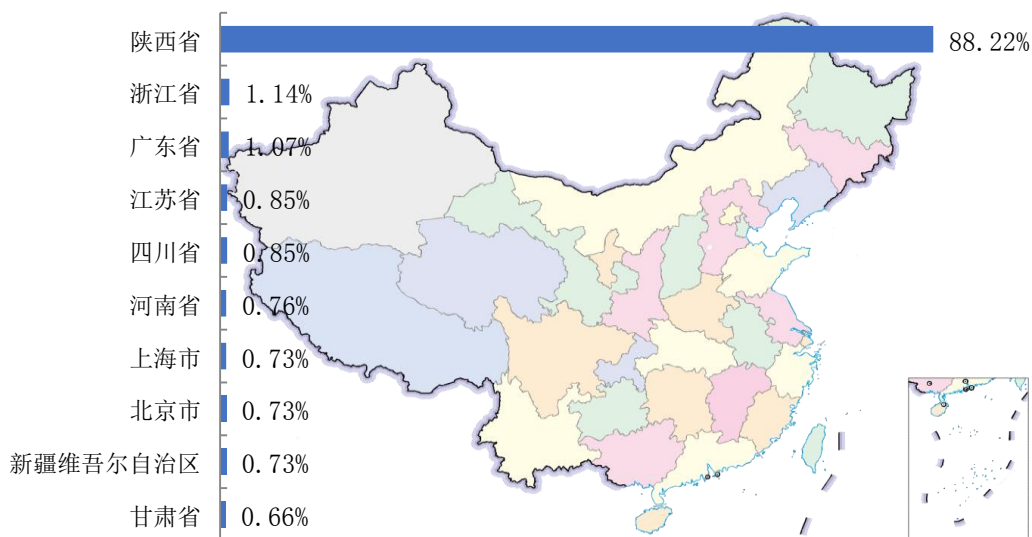 陕西省 88.22%
浙江省 1.14%
广东省 1.07%
江苏省 0.85%
四川省 0.85%
河南省 0.76%
上海市 0.73%
北京市 0.73%
新疆维吾尔自治区 0.73%
甘肃省 0.66%